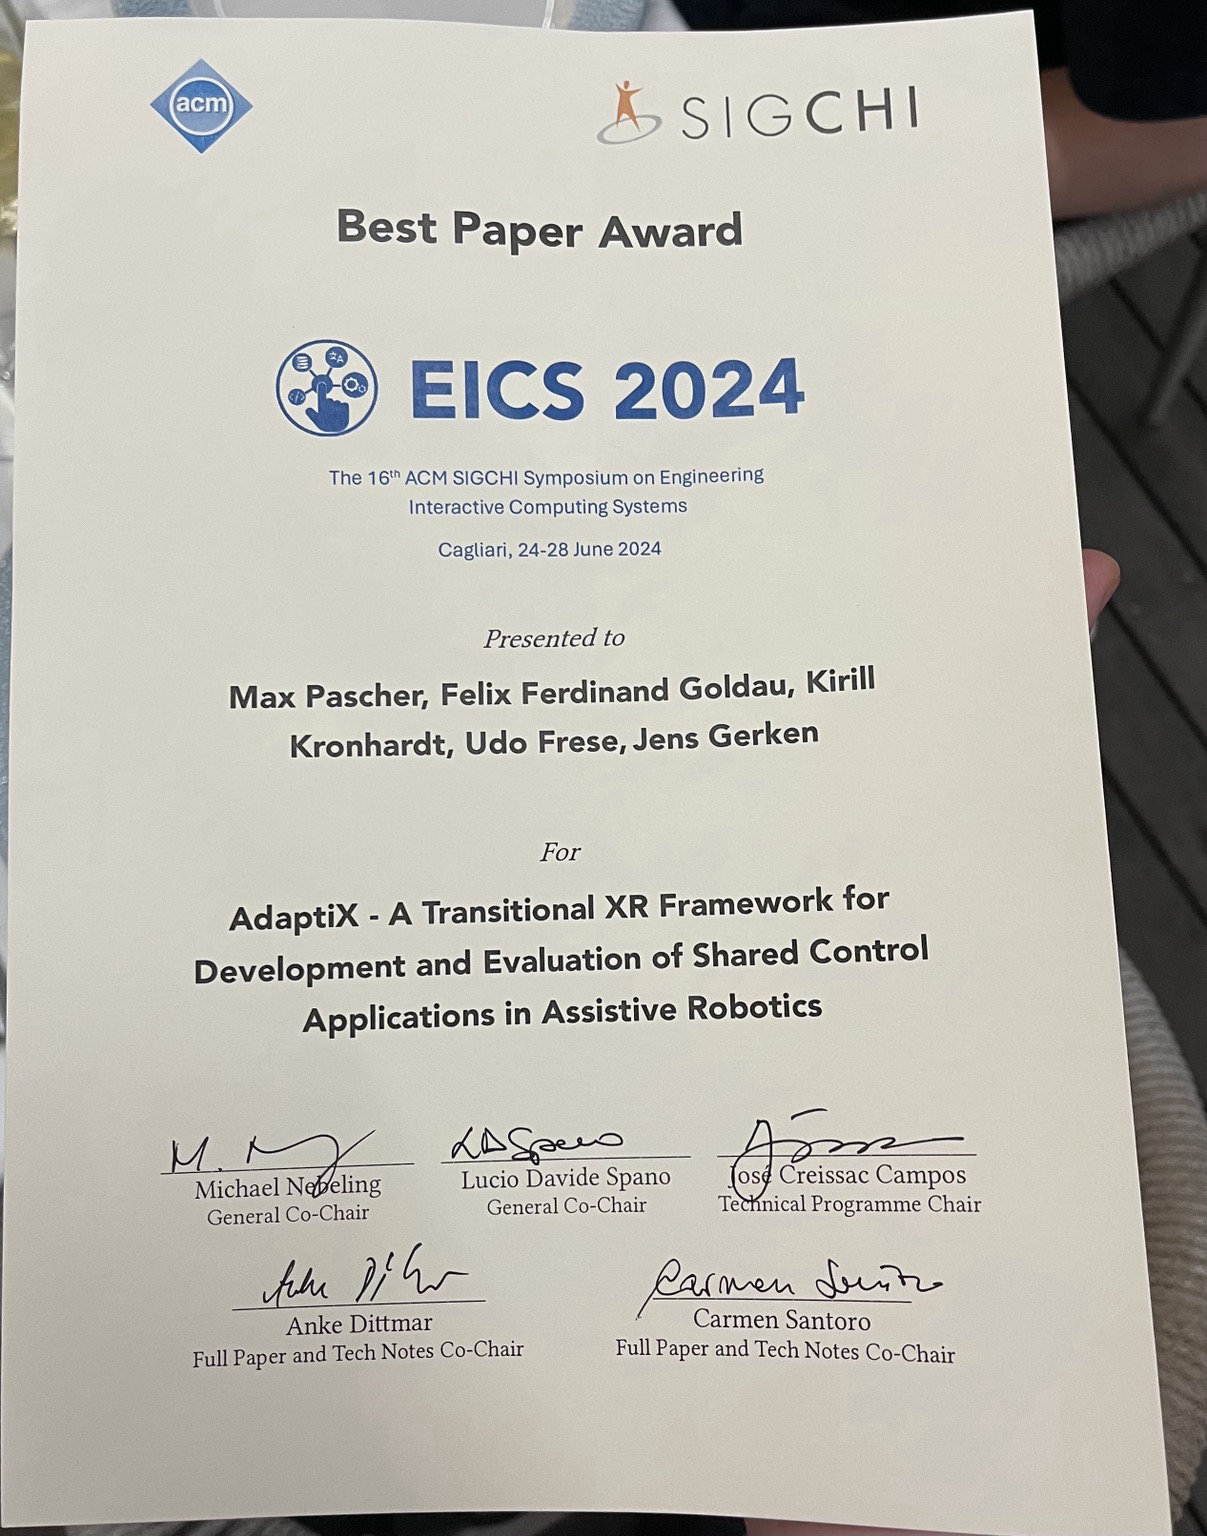 acm
SIGCHI
Best Paper Award
EICS 2024
The 16th ACM SIGCHI Symposium on Engineering
Interactive Computing Systems
Cagliari, 24-28 June 2024
Presented to
Max Pascher, Felix Ferdinand Goldau, Kirill
Kronhardt, Udo Frese, Jens Gerken
For
AdaptiX - A Transitional XR Framework for
Development and Evaluation of Shared Control
Applications in Assistive Robotics
Michael Nebeling
General Co-Chair
Lucio Davide Spano
General Co-Chair
José Creissac Campos
Technical Programme Chair
Anke Dittmar
Full Paper and Tech Notes Co-Chair
Carmen Santoro
Full Paper and Tech Notes Co-Chair